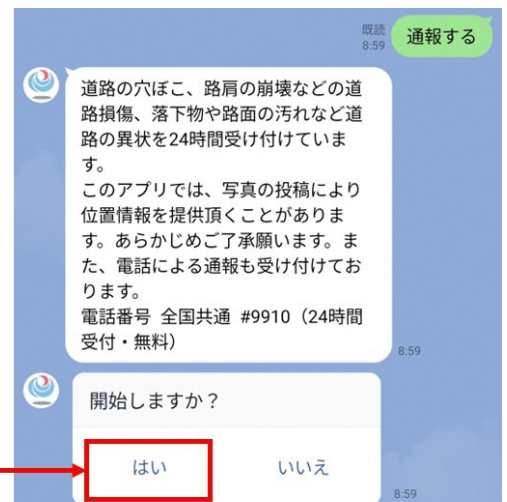 既読
8:59
通報する
道路の穴ぼこ、路肩の崩壊などの道
路損傷、落下物や路面の汚れなど道
路の異状を24時間受け付けていま
す。
このアプリでは、写真の投稿により
位置情報を提供頂くことがありま
す。あらかじめご了承願います。ま
た、電話による通報も受け付けてお
ります。
電話番号 全国共通 #9910（24時間
受付・無料）
8:59
開始しますか？
はい
いいえ
8:59